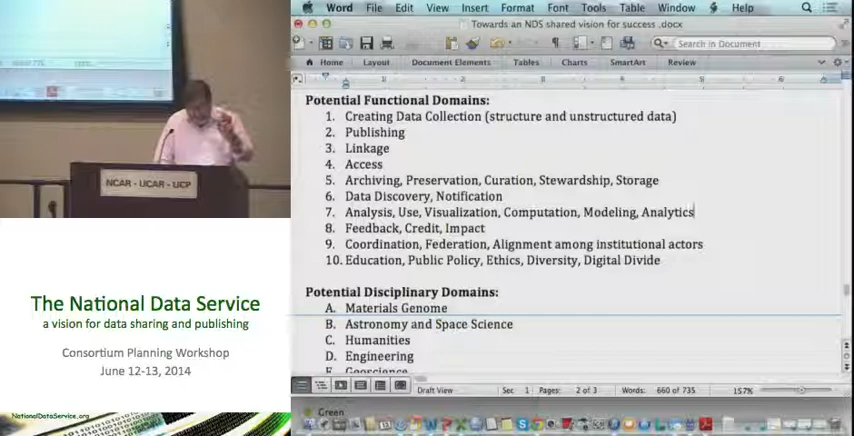 Word File Edit View Insert Format Font Tools Table Window Help
Towards an NDS shared vision for success .docx
Search in Document
Home Layout Document Elements Tables Charts SmartArt Review
Potential Functional Domains:
1. Creating Data Collection (structure and unstructured data)
2. Publishing
3. Linkage
4. Access
5. Archiving, Preservation, Curation, Stewardship, Storage
6. Data Discovery, Notification
7. Analysis, Use, Visualization, Computation, Modeling, Analytics
8. Feedback, Credit, Impact
9. Coordination, Federation, Alignment among institutional actors
10. Education, Public Policy, Ethics, Diversity, Digital Divide
Potential Disciplinary Domains:
A. Materials Genome
B. Astronomy and Space Science
C. Humanities
D. Engineering
E. Geoscience
Draft View Sec 1 Pages: 2 of 3 Words: 660 of 735 157%
Green
NCAR - UCAR - UCP
The National Data Service
a vision for data sharing and publishing
Consortium Planning Workshop
June 12-13, 2014
NationalDataService.org